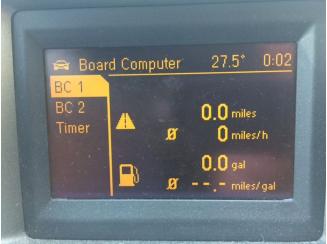 Board Computer 27.5° 0:02
BC 1
BC 2
Timer
0.0 miles
Ø 0 miles/h
0.0 gal
Ø --.- miles/gal